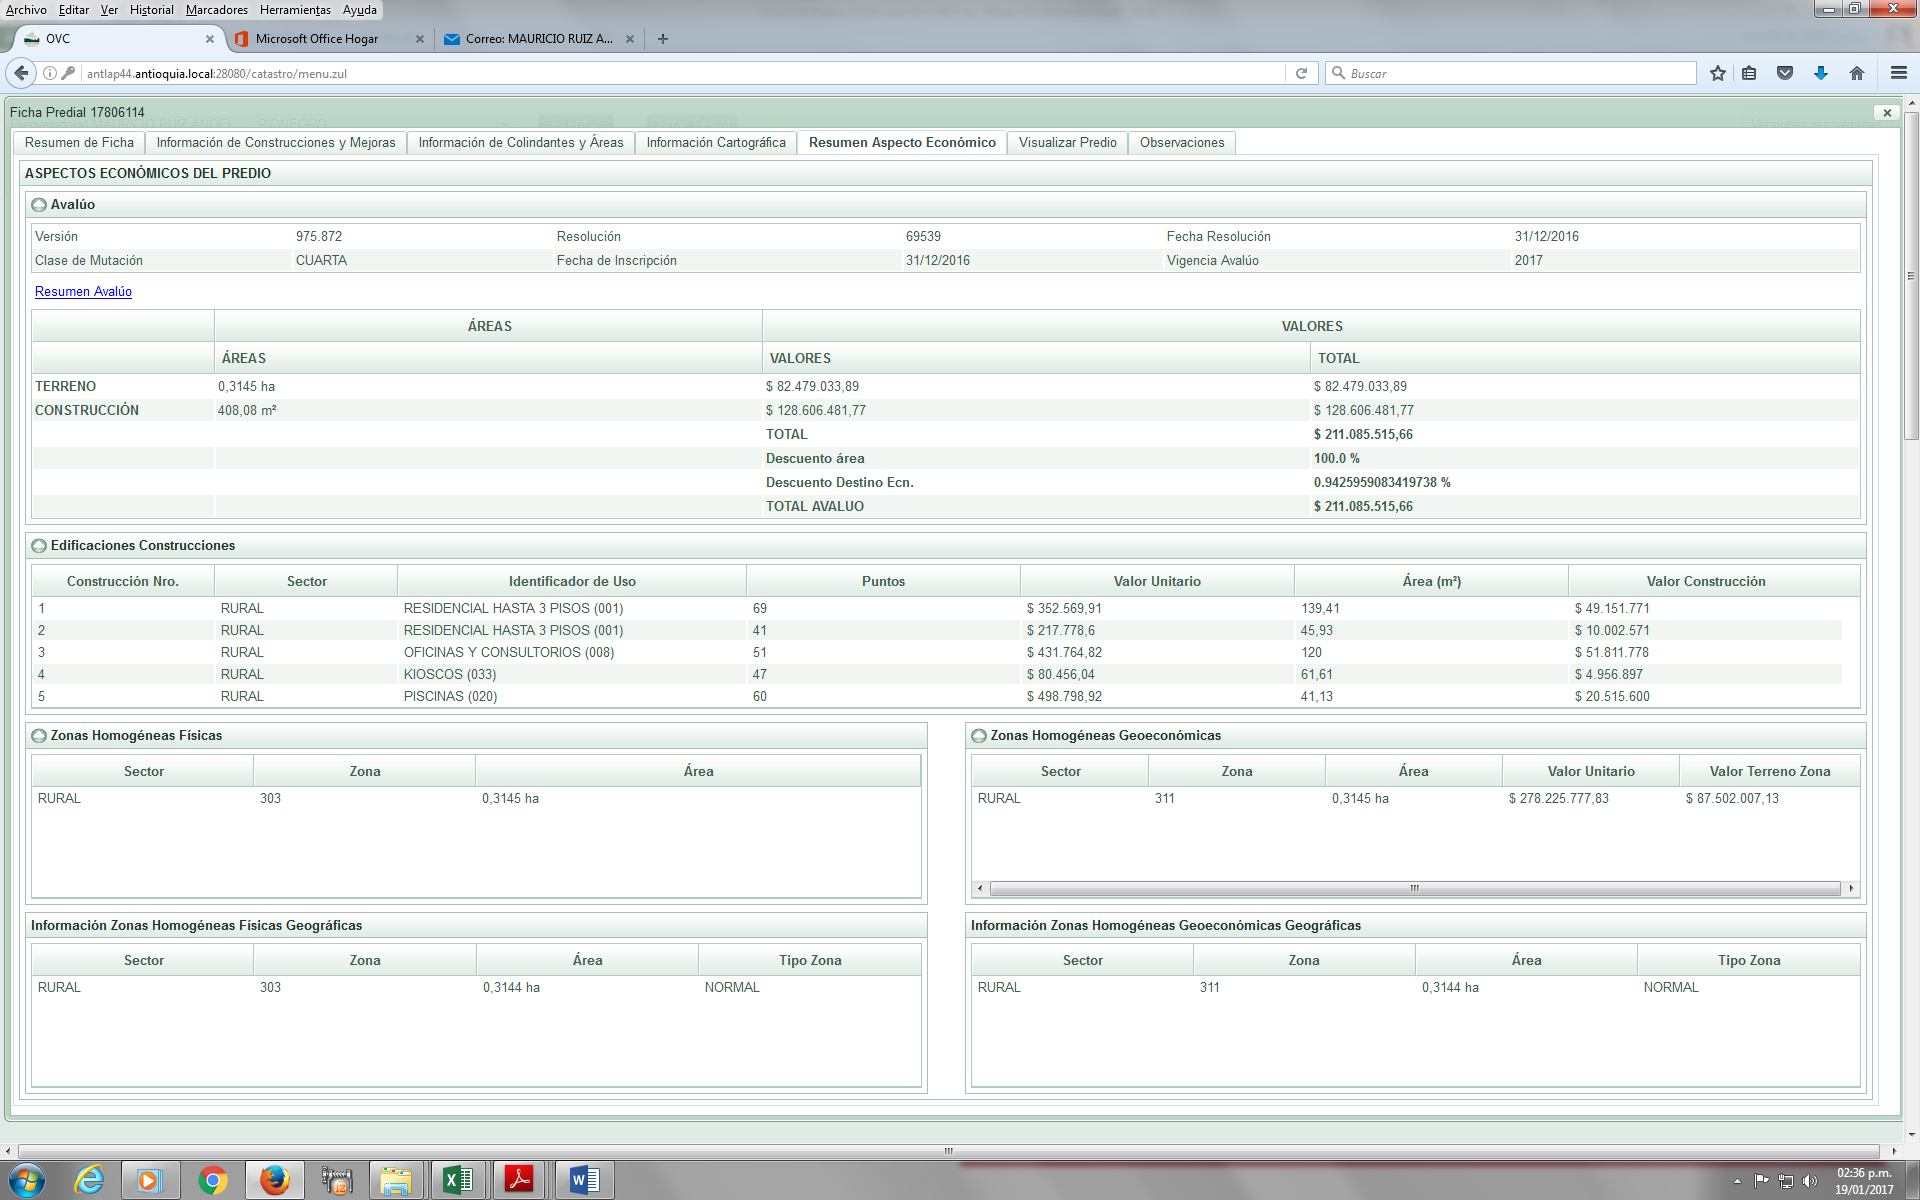 Archivo Editar Ver Historial Marcadores Herramientas Ayuda
OVC Microsoft Office Hogar Correo: MAURICIO RUIZ A...
antlap44.antioquia.local:28080/catastro/menu.zul Buscar
Ficha Predial 17806114
Resumen de Ficha Información de Construcciones y Mejoras Información de Colindantes y Áreas Información Cartográfica Resumen Aspecto Económico Visualizar Predio Observaciones
ASPECTOS ECONÓMICOS DEL PREDIO
Avalúo
Versión 975.872 Resolución 69539 Fecha Resolución 31/12/2016
Clase de Mutación CUARTA Fecha de Inscripción 31/12/2016 Vigencia Avalúo 2017
Resumen Avalúo
ÁREAS VALORES
ÁREAS VALORES TOTAL
TERRENO 0,3145 ha $ 82.479.033,89 $ 82.479.033,89
CONSTRUCCIÓN 408,08 m² $ 128.606.481,77 $ 128.606.481,77
TOTAL $ 211.085.515,66
Descuento área 100.0 %
Descuento Destino Ecn. 0.9425959083419738 %
TOTAL AVALUO $ 211.085.515,66
Edificaciones Construcciones
Construcción Nro. Sector Identificador de Uso Puntos Valor Unitario Área (m²) Valor Construcción
1 RURAL RESIDENCIAL HASTA 3 PISOS (001) 69 $ 352.569,91 139,41 $ 49.151.771
2 RURAL RESIDENCIAL HASTA 3 PISOS (001) 41 $ 217.778,6 45,93 $ 10.002.571
3 RURAL OFICINAS Y CONSULTORIOS (008) 51 $ 431.764,82 120 $ 51.811.778
4 RURAL KIOSCOS (033) 47 $ 80.456,04 61,61 $ 4.956.897
5 RURAL PISCINAS (020) 60 $ 498.798,92 41,13 $ 20.515.600
Zonas Homogéneas Físicas
Sector Zona Área
RURAL 303 0,3145 ha
Zonas Homogéneas Geoeconómicas
Sector Zona Área Valor Unitario Valor Terreno Zona
RURAL 311 0,3145 ha $ 278.225.777,83 $ 87.502.007,13
Información Zonas Homogéneas Físicas Geográficas
Sector Zona Área Tipo Zona
RURAL 303 0,3144 ha NORMAL
Información Zonas Homogéneas Geoeconómicas Geográficas
Sector Zona Área Tipo Zona
RURAL 311 0,3144 ha NORMAL
02:36 p.m.
19/01/2017